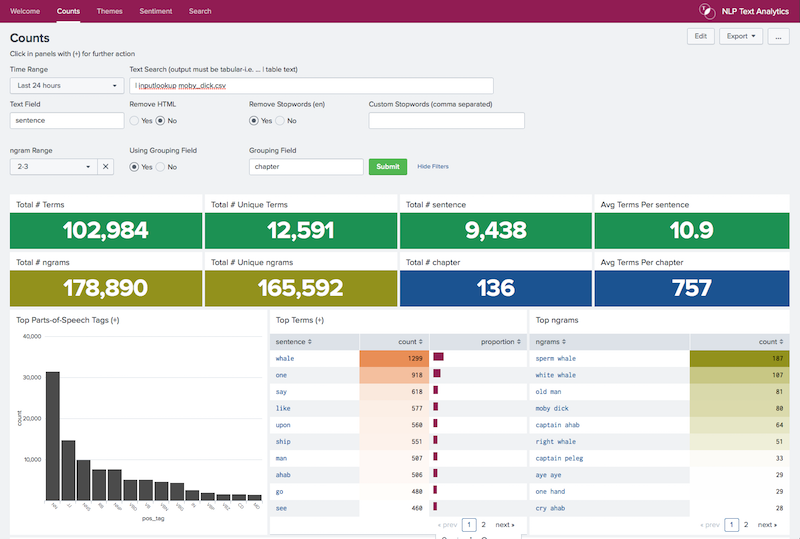 Welcome Counts Themes Sentiment Search NLP Text Analytics
Counts
Edit Export ...
Click in panels with (+) for further action
Time Range Text Search (output must be tabular-i.e. ... | table text)
Last 24 hours | inputlookup moby_dick.csv
Text Field Remove HTML Remove Stopwords (en) Custom Stopwords (comma separated)
sentence Yes No Yes No
ngram Range Using Grouping Field Grouping Field
2-3 Yes No chapter Submit Hide Filters
Total # Terms Total # Unique Terms Total # sentence Avg Terms Per sentence
102,984 12,591 9,438 10.9
Total # ngrams Total # Unique ngrams Total # chapter Avg Terms Per chapter
178,890 165,592 136 757
Top Parts-of-Speech Tags (+)
40,000
30,000
20,000
10,000
count
pos_tag
Top Terms (+)
sentence count proportion
whale 1299
one 918
say 618
like 577
upon 560
ship 551
man 507
ahab 506
go 488
see 460
« prev 1 2 next »
Top ngrams
ngrams count
sperm whale 187
white whale 107
old man 81
moby dick 80
captain ahab 64
right whale 51
captain peleg 33
aye aye 29
one hand 29
cry ahab 28
« prev 1 2 next »